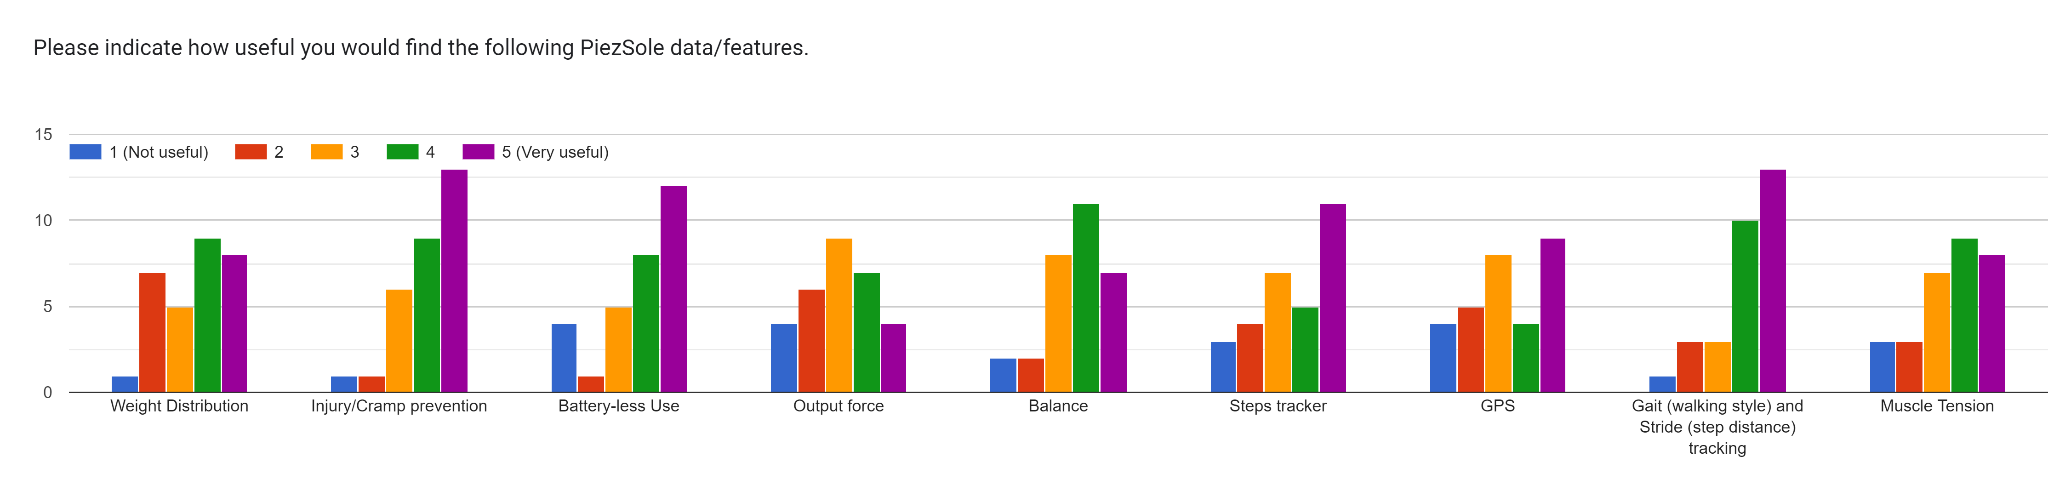 Please indicate how useful you would find the following PiezSole data/features.
15
1 (Not useful) 2 3 4 5 (Very useful)
10
5
0
Weight Distribution Injury/Cramp prevention Battery-less Use Output force Balance Steps tracker GPS Gait (walking style) and Muscle Tension
Stride (step distance)
tracking